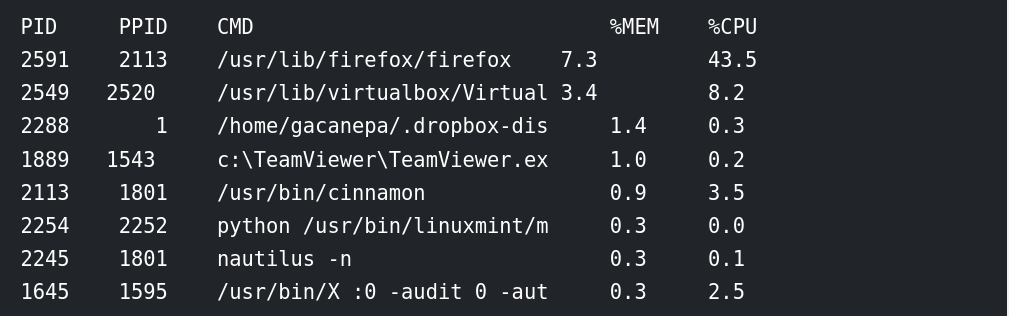 PID     PPID    CMD                             %MEM    %CPU
2591    2113    /usr/lib/firefox/firefox    7.3         43.5
2549   2520     /usr/lib/virtualbox/Virtual 3.4         8.2
2288       1    /home/gacanepa/.dropbox-dis     1.4     0.3
1889   1543     c:\TeamViewer\TeamViewer.ex     1.0     0.2
2113    1801    /usr/bin/cinnamon               0.9     3.5
2254    2252    python /usr/bin/linuxmint/m     0.3     0.0
2245    1801    nautilus -n                     0.3     0.1
1645    1595    /usr/bin/X :0 -audit 0 -aut     0.3     2.5